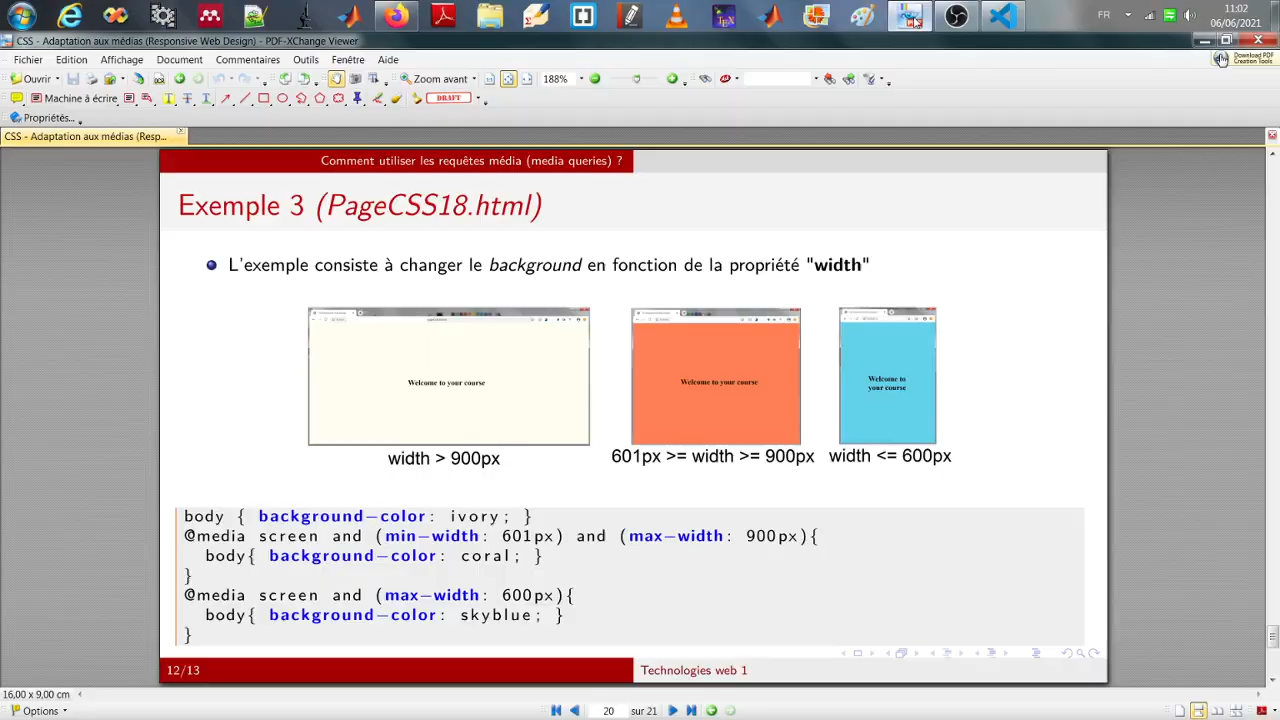 FR
11:02
06/06/2021
CSS - Adaptation aux médias (Responsive Web Design) - PDF-XChange Viewer
Fichier Edition Affichage Document Commentaires Outils Fenêtre Aide
Download PDF
Creation Tools
Ouvrir
Zoom avant
188%
Machine à écrire
DRAFT
Propriétés...
CSS - Adaptation aux médias (Resp...
Comment utiliser les requêtes média (media queries) ?
Exemple 3 (PageCSS18.html)
L'exemple consiste à changer le background en fonction de la propriété "width"
Welcome to your course
Welcome to your course
Welcome to
your course
width > 900px
601px >= width >= 900px
width <= 600px
body { background-color: ivory; }
@media screen and (min-width: 601px) and (max-width: 900px){
body{ background-color: coral; }
}
@media screen and (max-width: 600px){
body{ background-color: skyblue; }
}
12/13
Technologies web 1
16,00 x 9,00 cm
Options
20 sur 21